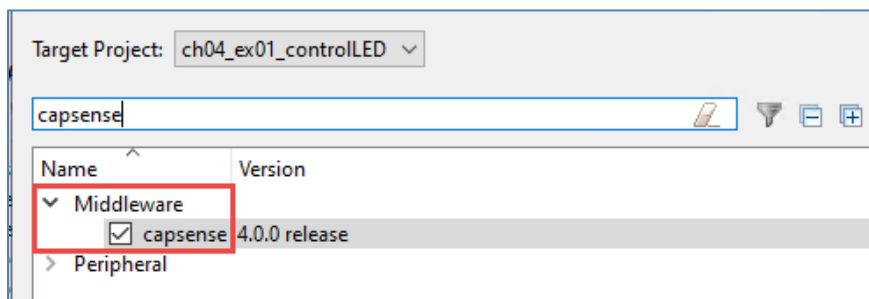 Target Project: ch04_ex01_controlLED
capsense
Name Version
Middleware
capsense 4.0.0 release
Peripheral